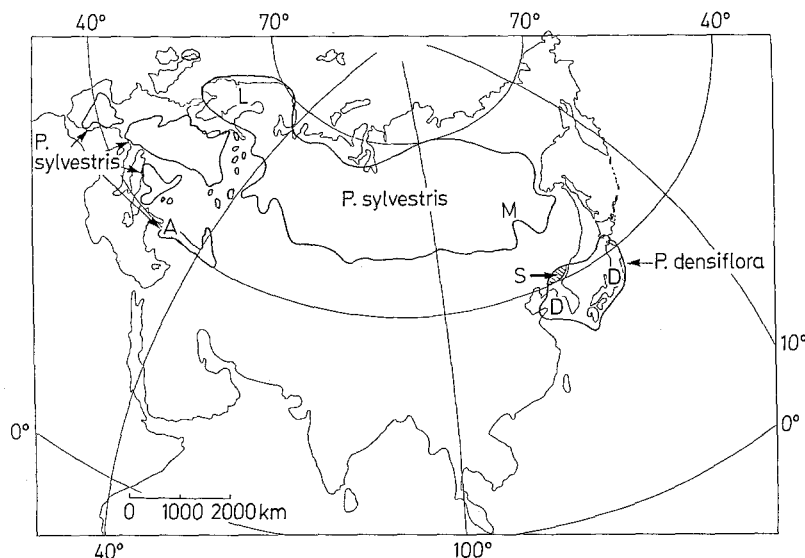 40° 70° 70° 40°
L
P.
sylvestris
P. sylvestris
M
A
P. densiflora
S
D
D
10°
0°
0°
0 1000 2000 km
40° 100°